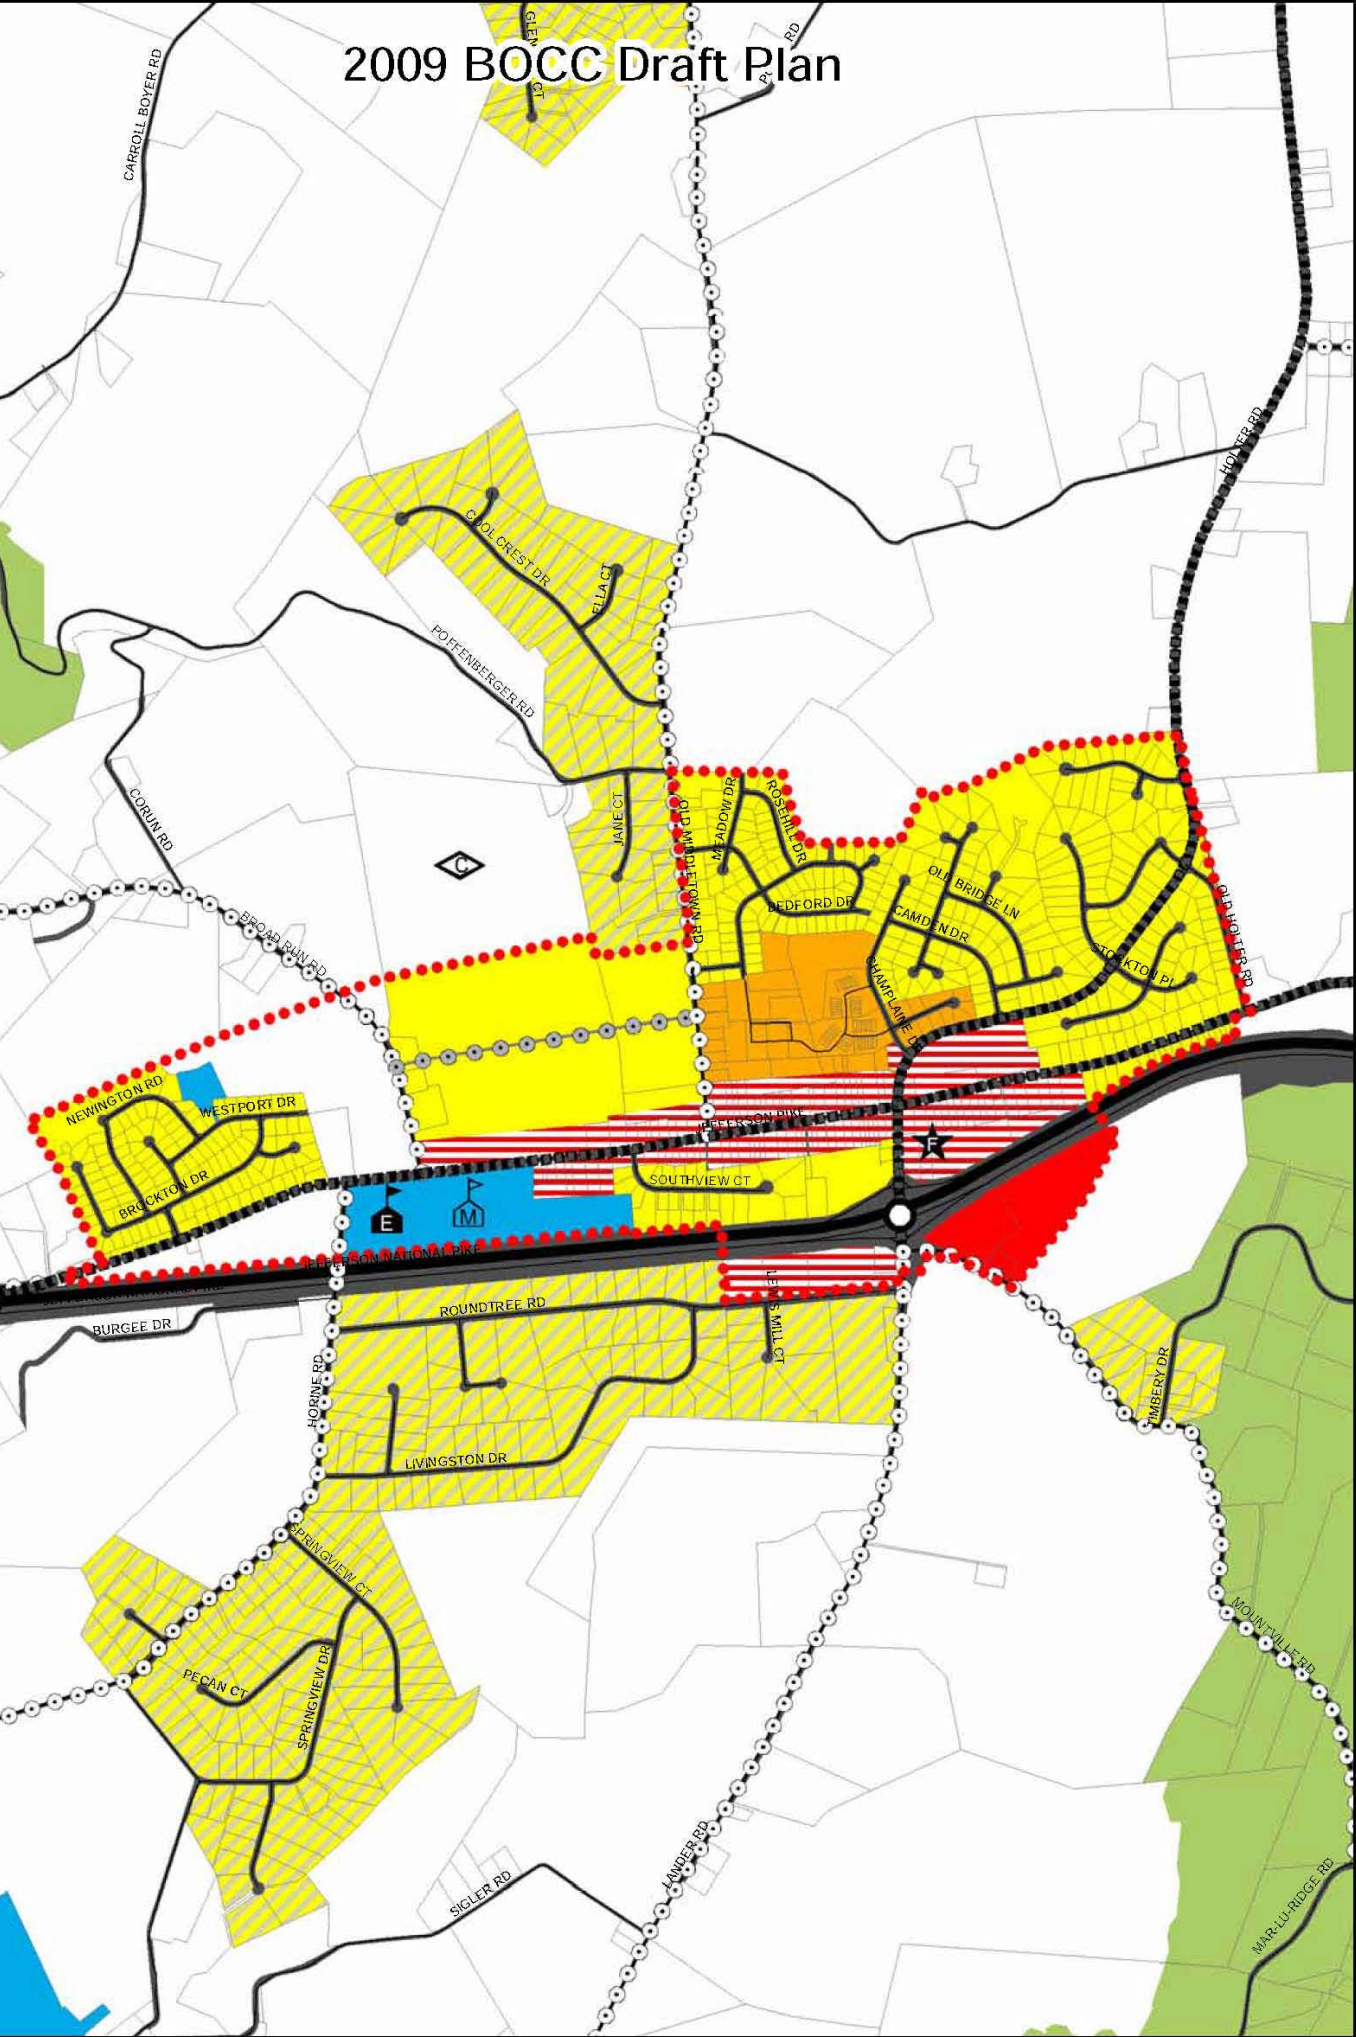 GLEN
CT
RD
2009 BOCC Draft Plan
CARROLL BOYER RD
HOLTER RD
COOL CREST DR
ELLA CT
POFFENBERGER RD
CORUN RD
JANE CT
OLD MIDDLETOWN RD
MEADOW DR
ROSEHILL DR
C
OLD BRIDGE LN
BEDFORD DR
CAMDEN DR
OLD HOLTER RD
BROAD RUN RD
STOCKTON PL
CHAMPLAINE DR
NEWINGTON RD
WESTPORT DR
JEFFERSON PIKE
F
BROCKTON DR
SOUTHVIEW CT
E
M
JEFFERSON NATIONAL PIKE
JEFFERSON NATIONAL PIKE
ROUNDTREE RD
LEWIS MILL CT
BURGEE DR
HORINE RD
TIMBERY DR
LIVINGSTON DR
SPRINGVIEW CT
MOUNTVILLE RD
PECAN CT
SPRINGVIEW DR
LANDER RD
SIGLER RD
MAR-LU-RIDGE RD